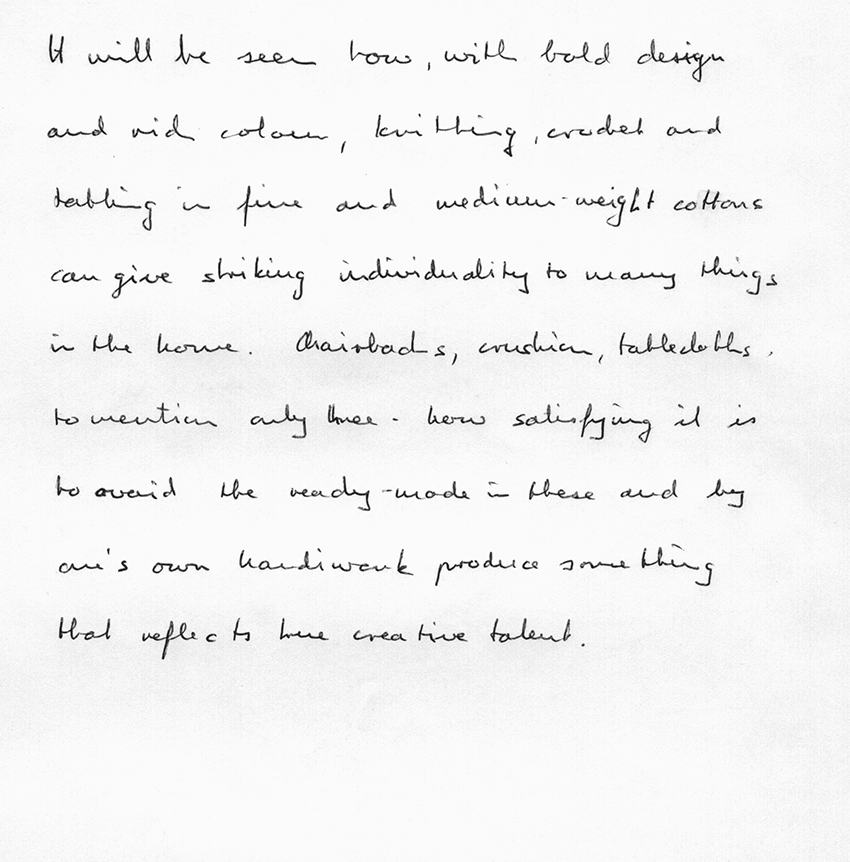 It will be seen how, with bold design
and rich colour, knitting, crochet and
tatting in fine and medium-weight cottons
can give striking individuality to many things
in the home. Chairbacks, cushion, tablecloths,
to mention only three - how satisfying it is
to avoid the ready-made in these and by
one's own handiwork produce something
that reflects true creative talent.